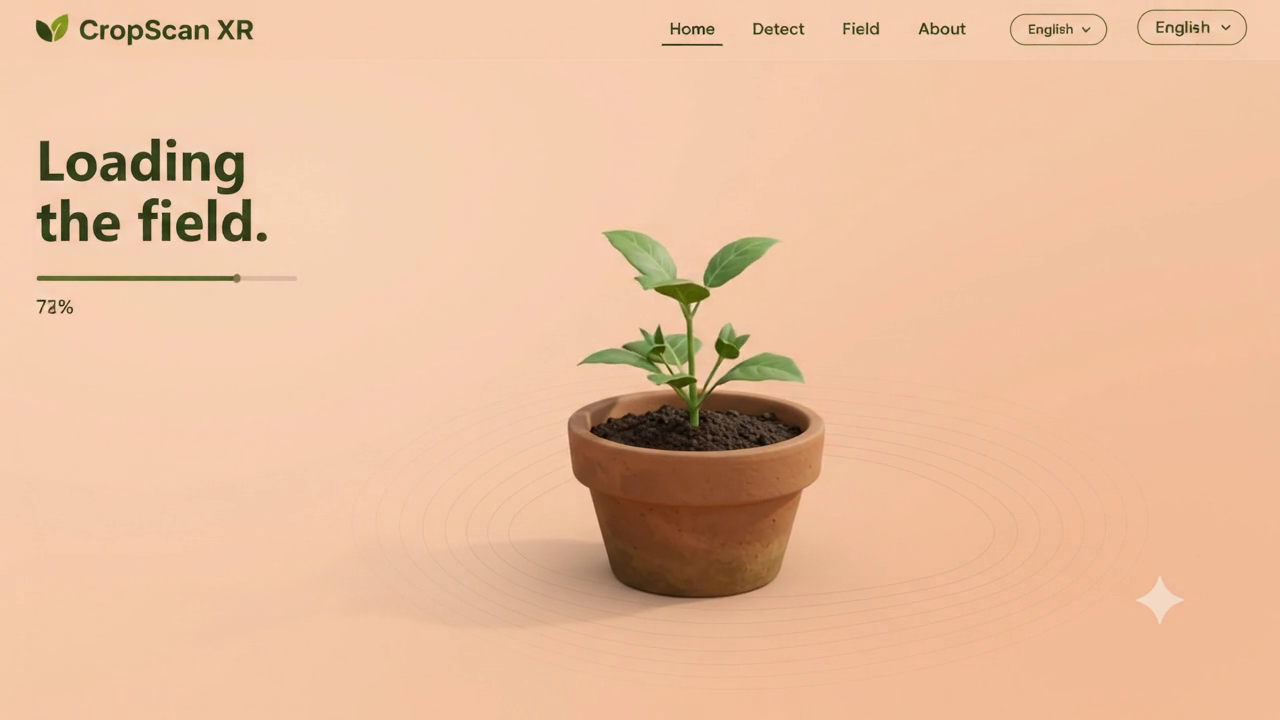 CropScan XR
Home
Detect
Field
About
English
English
Loading
the field.